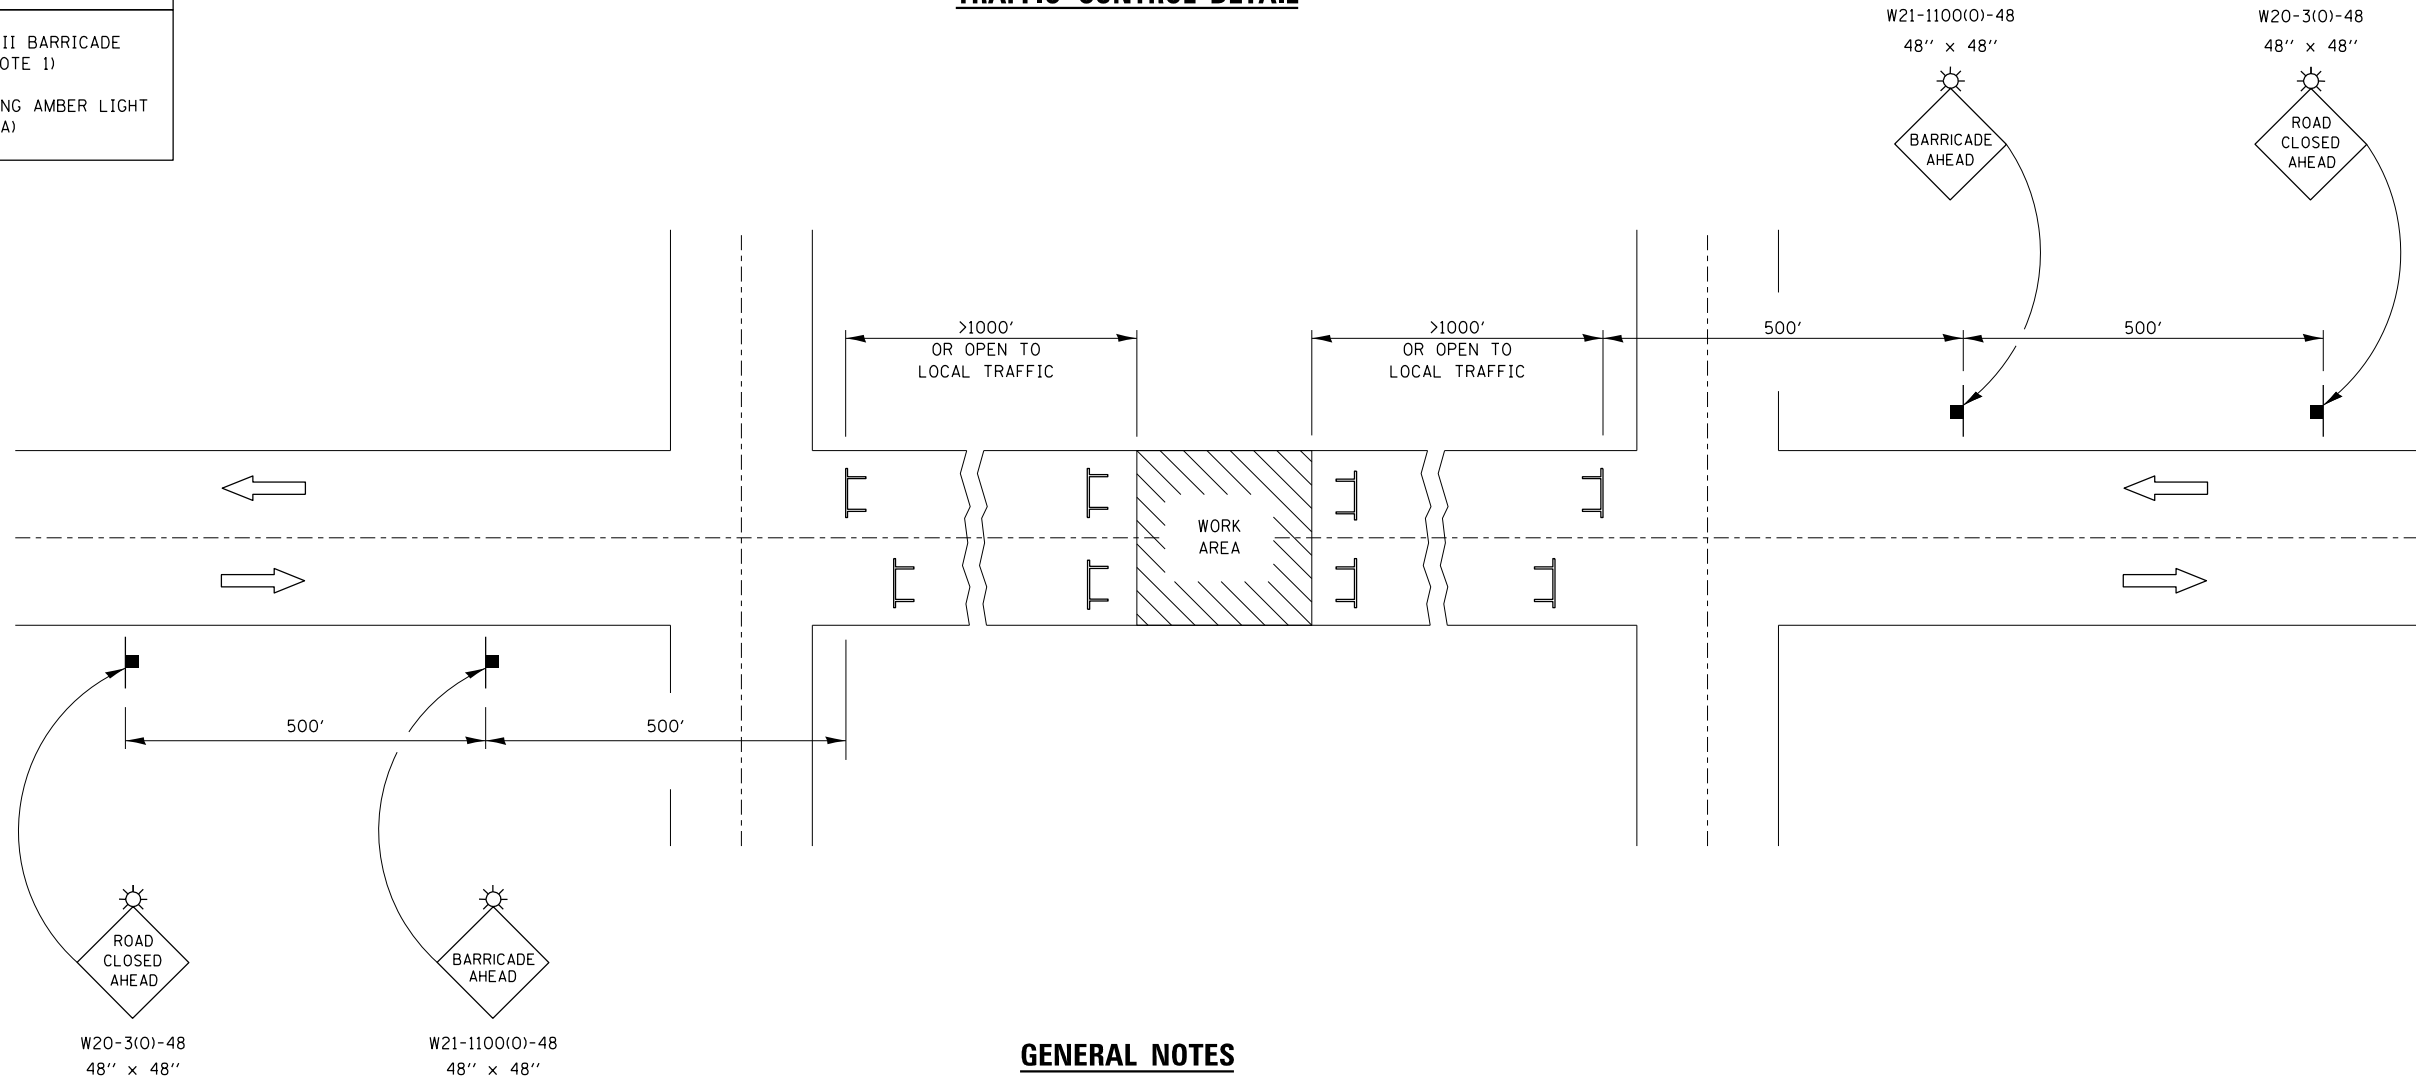 TRAFFIC CONTROL DETAIL
II BARRICADE
OTE 1)
NG AMBER LIGHT
A)
W21-1100(O)-48
48'' x 48''
W20-3(O)-48
48'' x 48''
BARRICADE
AHEAD
ROAD
CLOSED
AHEAD
>1000'
OR OPEN TO
LOCAL TRAFFIC
>1000'
OR OPEN TO
LOCAL TRAFFIC
500'
500'
WORK
AREA
500'
500'
ROAD
CLOSED
AHEAD
BARRICADE
AHEAD
W20-3(O)-48
48'' x 48''
W21-1100(O)-48
48'' x 48''
GENERAL NOTES